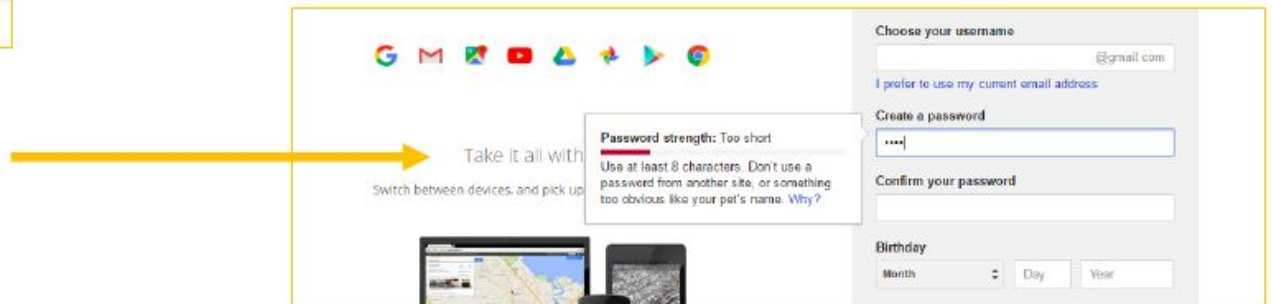 Take it all with
Switch between devices, and pick up
Password strength: Too short
Use at least 8 characters. Don't use a
password from another site, or something
too obvious like your pet's name. Why?
Choose your username
@gmail.com
I prefer to use my current email address
Create a password
Confirm your password
Birthday
Month
Day
Year